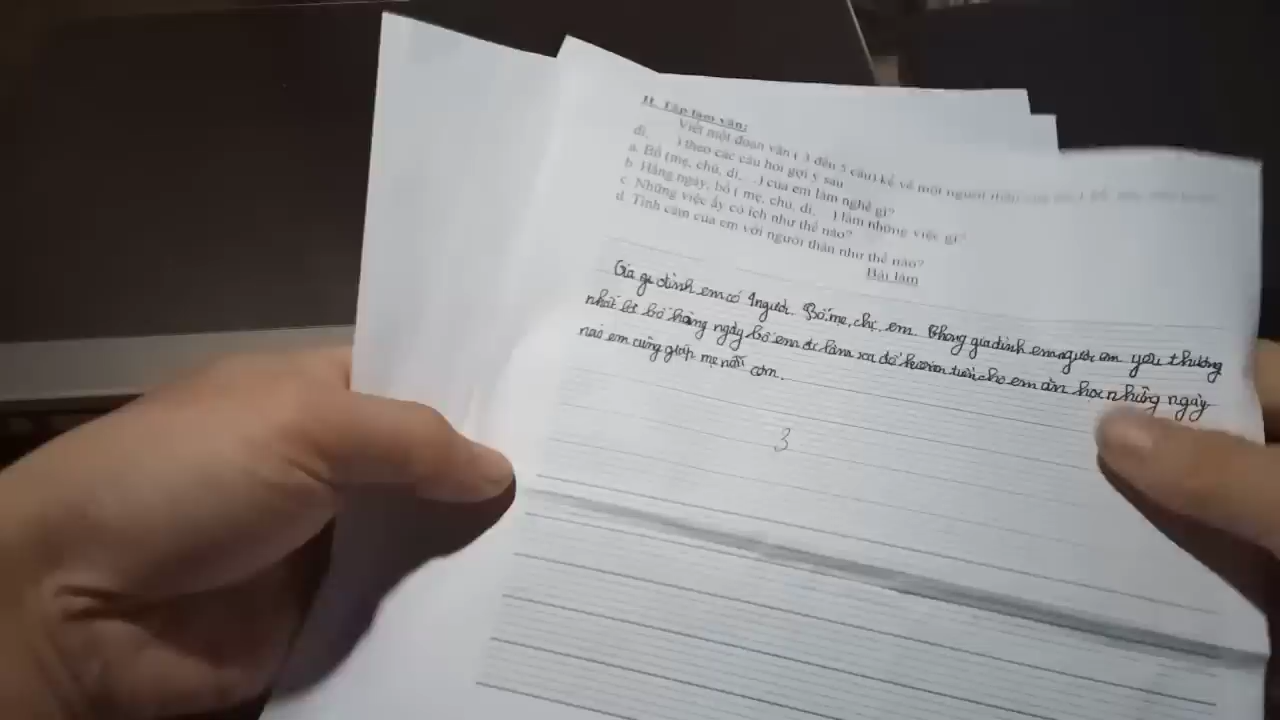 II. Tập làm văn:
Viết một đoạn văn ( 3 đến 5 câu) kể về một người thân
dì, ) theo các câu hỏi gợi ý sau
a. Bố (mẹ, chú, dì,...) của em làm nghề gì?
b. Hằng ngày, bố ( mẹ, chú, dì, ) làm những việc gì?
c. Những việc ấy có ích như thế nào?
d. Tình cảm của em với người thân như thế nào?
Bài làm
Gia đình em có 4 người. Bố, mẹ, chị, em. Trong gia đình em người em yêu thương
nhất là bố hàng ngày bố em đi làm xa để kiếm tiền cho em ăn học những ngày
nào em cũng giúp mẹ nấu cơm.
3